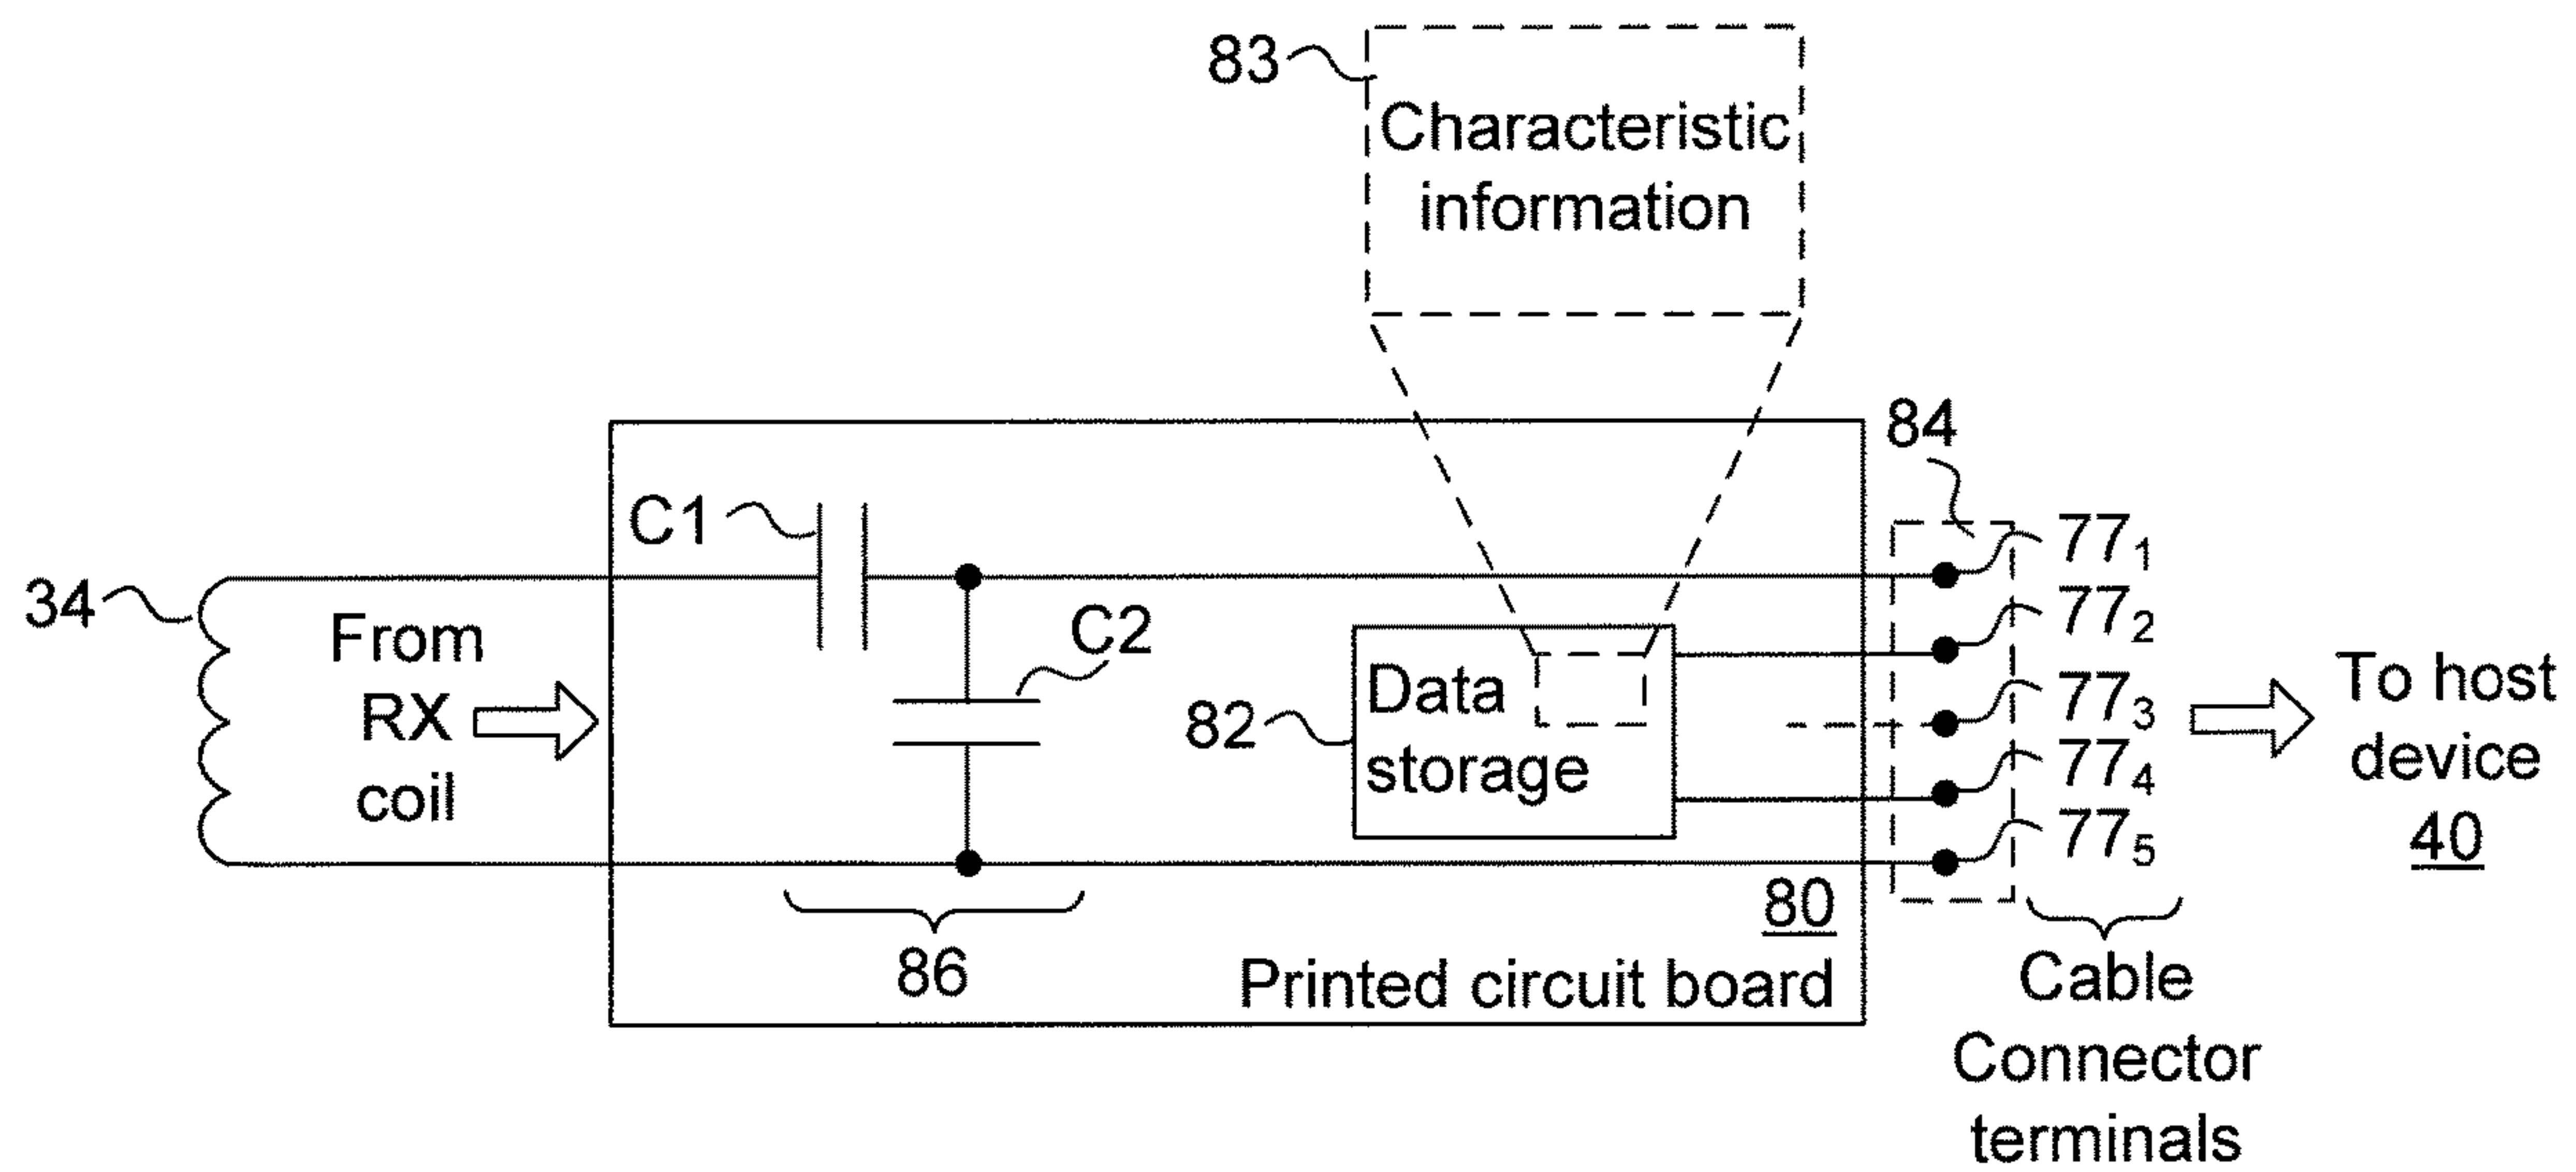 83
Characteristic
information
84
C1
77₁
34
From
RX
coil
C2
77₂
82
Data
storage
77₃
77₄
77₅
To host
device
40
86
80
Printed circuit board
Cable
Connector
terminals